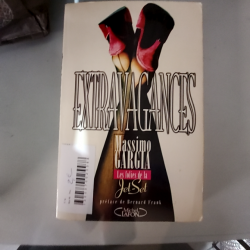 EXTRAVAGANCES
Massimo
GARGIA
Les folies de la
Jet Set
préface de Bernard Frank
Michel
LAFON